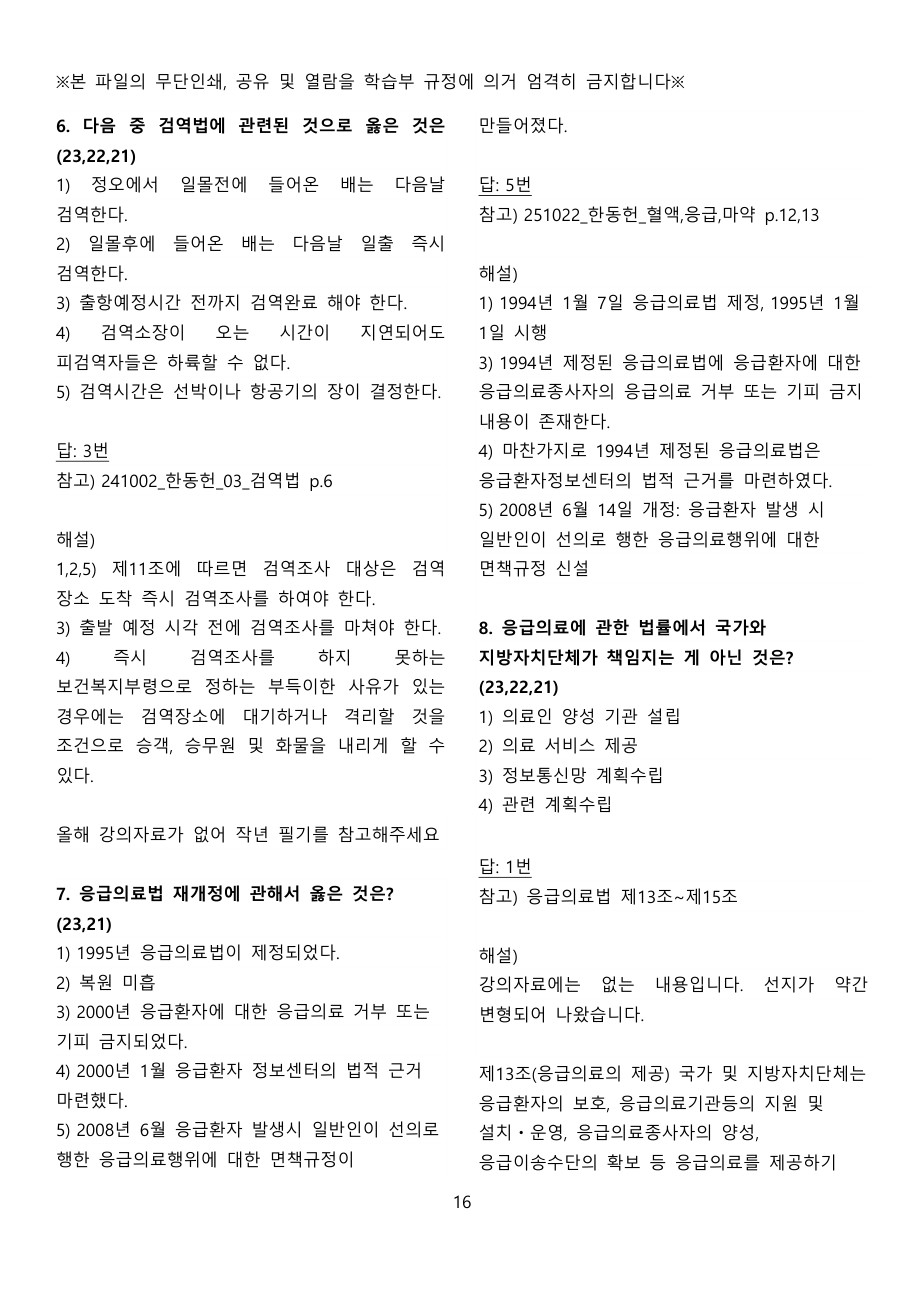 ※본 파일의 무단인쇄, 공유 및 열람을 학습부 규정에 의거 엄격히 금지합니다※
6. 다음 중 검역법에 관련된 것으로 옳은 것은
(23,22,21)
1) 정오에서 일몰전에 들어온 배는 다음날
검역한다.
2) 일몰후에 들어온 배는 다음날 일출 즉시
검역한다.
3) 출항예정시간 전까지 검역완료 해야 한다.
4) 검역소장이 오는 시간이 지연되어도
피검역자들은 하륙할 수 없다.
5) 검역시간은 선박이나 항공기의 장이 결정한다.
답: 3번
참고) 241002_한동헌_03_검역법 p.6
해설)
1,2,5) 제11조에 따르면 검역조사 대상은 검역
장소 도착 즉시 검역조사를 하여야 한다.
3) 출발 예정 시각 전에 검역조사를 마쳐야 한다.
4) 즉시 검역조사를 하지 못하는
보건복지부령으로 정하는 부득이한 사유가 있는
경우에는 검역장소에 대기하거나 격리할 것을
조건으로 승객, 승무원 및 화물을 내리게 할 수
있다.
올해 강의자료가 없어 작년 필기를 참고해주세요
7. 응급의료법 재개정에 관해서 옳은 것은?
(23,21)
1) 1995년 응급의료법이 제정되었다.
2) 복원 미흡
3) 2000년 응급환자에 대한 응급의료 거부 또는
기피 금지되었다.
4) 2000년 1월 응급환자 정보센터의 법적 근거
마련했다.
5) 2008년 6월 응급환자 발생시 일반인이 선의로
행한 응급의료행위에 대한 면책규정이
만들어졌다.
답: 5번
참고) 251022_한동헌_혈액,응급,마약 p.12,13
해설)
1) 1994년 1월 7일 응급의료법 제정, 1995년 1월
1일 시행
3) 1994년 제정된 응급의료법에 응급환자에 대한
응급의료종사자의 응급의료 거부 또는 기피 금지
내용이 존재한다.
4) 마찬가지로 1994년 제정된 응급의료법은
응급환자정보센터의 법적 근거를 마련하였다.
5) 2008년 6월 14일 개정: 응급환자 발생 시
일반인이 선의로 행한 응급의료행위에 대한
면책규정 신설
8. 응급의료에 관한 법률에서 국가와
지방자치단체가 책임지는 게 아닌 것은?
(23,22,21)
1) 의료인 양성 기관 설립
2) 의료 서비스 제공
3) 정보통신망 계획수립
4) 관련 계획수립
답: 1번
참고) 응급의료법 제13조~제15조
해설)
강의자료에는 없는 내용입니다. 선지가 약간
변형되어 나왔습니다.
제13조(응급의료의 제공) 국가 및 지방자치단체는
응급환자의 보호, 응급의료기관등의 지원 및
설치・운영, 응급의료종사자의 양성,
응급이송수단의 확보 등 응급의료를 제공하기
16